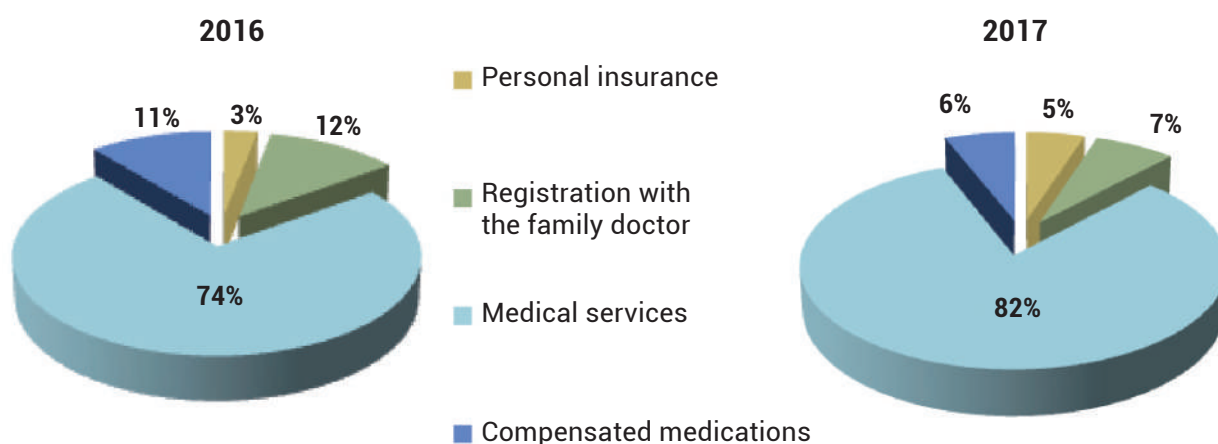 2016
11%
3%
12%
74%
Personal insurance
Registration with
the family doctor
Medical services
Compensated medications
2017
6%
5%
7%
82%